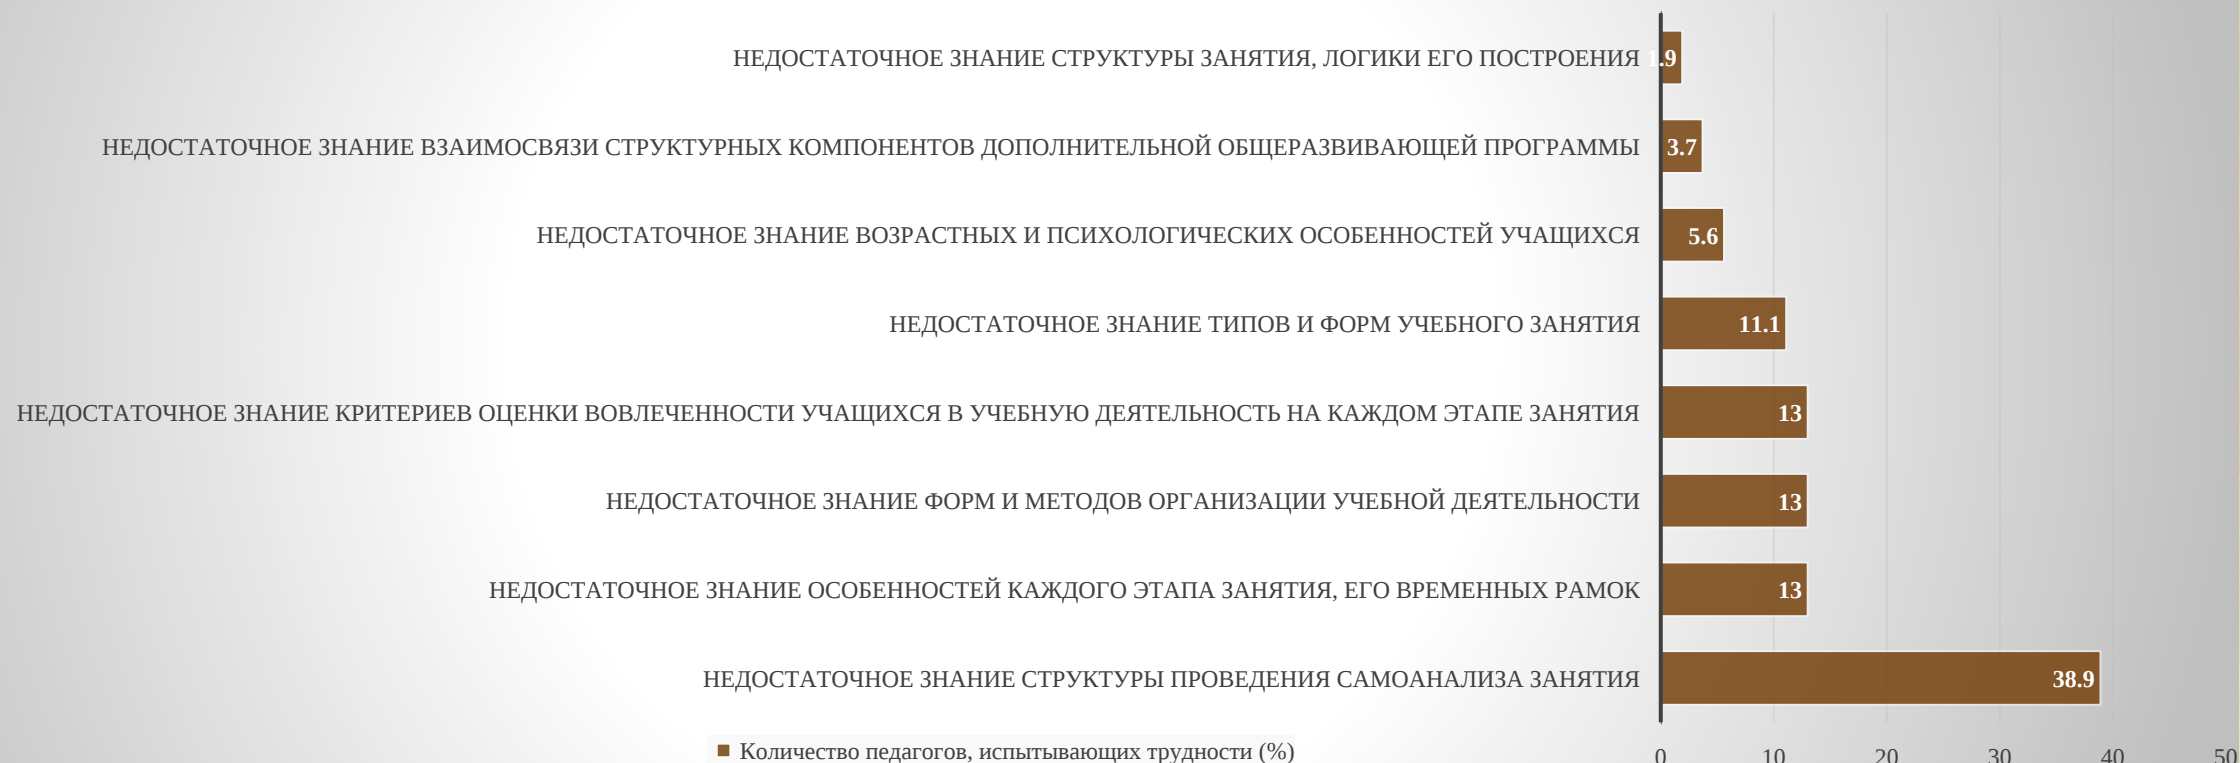 НЕДОСТАТОЧНОЕ ЗНАНИЕ СТРУКТУРЫ ЗАНЯТИЯ, ЛОГИКИ ЕГО ПОСТРОЕНИЯ 1.9
НЕДОСТАТОЧНОЕ ЗНАНИЕ ВЗАИМОСВЯЗИ СТРУКТУРНЫХ КОМПОНЕНТОВ ДОПОЛНИТЕЛЬНОЙ ОБЩЕРАЗВИВАЮЩЕЙ ПРОГРАММЫ 3.7
НЕДОСТАТОЧНОЕ ЗНАНИЕ ВОЗРАСТНЫХ И ПСИХОЛОГИЧЕСКИХ ОСОБЕННОСТЕЙ УЧАЩИХСЯ 5.6
НЕДОСТАТОЧНОЕ ЗНАНИЕ ТИПОВ И ФОРМ УЧЕБНОГО ЗАНЯТИЯ 11.1
НЕДОСТАТОЧНОЕ ЗНАНИЕ КРИТЕРИЕВ ОЦЕНКИ ВОВЛЕЧЕННОСТИ УЧАЩИХСЯ В УЧЕБНУЮ ДЕЯТЕЛЬНОСТЬ НА КАЖДОМ ЭТАПЕ ЗАНЯТИЯ 13
НЕДОСТАТОЧНОЕ ЗНАНИЕ ФОРМ И МЕТОДОВ ОРГАНИЗАЦИИ УЧЕБНОЙ ДЕЯТЕЛЬНОСТИ 13
НЕДОСТАТОЧНОЕ ЗНАНИЕ ОСОБЕННОСТЕЙ КАЖДОГО ЭТАПА ЗАНЯТИЯ, ЕГО ВРЕМЕННЫХ РАМОК 13
НЕДОСТАТОЧНОЕ ЗНАНИЕ СТРУКТУРЫ ПРОВЕДЕНИЯ САМОАНАЛИЗА ЗАНЯТИЯ 38.9
Количество педагогов, испытывающих трудности (%)
0 10 20 30 40 50